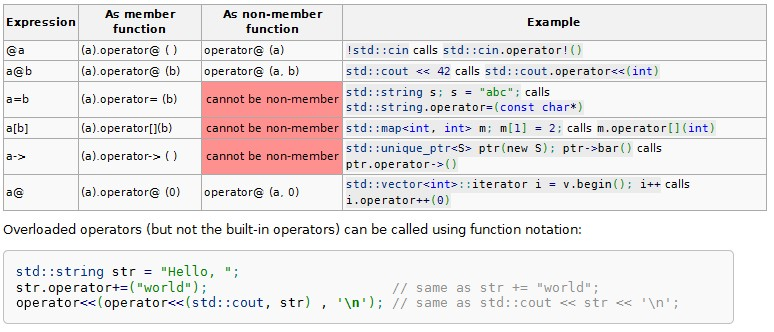 Expression As member function As non-member function Example
@a (a).operator@ ( ) operator@ (a) !std::cin calls std::cin.operator!()
a@b (a).operator@ (b) operator@ (a, b) std::cout << 42 calls std::cout.operator<<(int)
a=b (a).operator= (b) cannot be non-member std::string s; s = "abc"; calls
std::string.operator=(const char*)
a[b] (a).operator[](b) cannot be non-member std::map<int, int> m; m[1] = 2; calls m.operator[](int)
a-> (a).operator-> ( ) cannot be non-member std::unique_ptr<S> ptr(new S); ptr->bar() calls
ptr.operator->()
a@ (a).operator@ (0) operator@ (a, 0) std::vector<int>::iterator i = v.begin(); i++ calls
i.operator++(0)
Overloaded operators (but not the built-in operators) can be called using function notation:
std::string str = "Hello, ";
str.operator+=("world"); // same as str += "world";
operator<<(operator<<(std::cout, str) , '\n'); // same as std::cout << str << '\n';